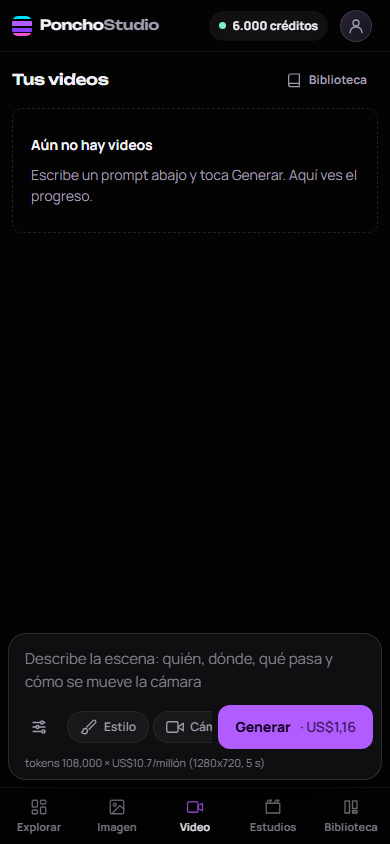 PonchoStudio
6.000 créditos
Tus videos
Biblioteca
Aún no hay videos
Escribe un prompt abajo y toca Generar. Aquí ves el
progreso.
Describe la escena: quién, dónde, qué pasa y
cómo se mueve la cámara
Estilo
Cám
Generar · US$1,16
tokens 108,000 × US$10.7/millón (1280x720, 5 s)
Explorar
Imagen
Video
Estudios
Biblioteca